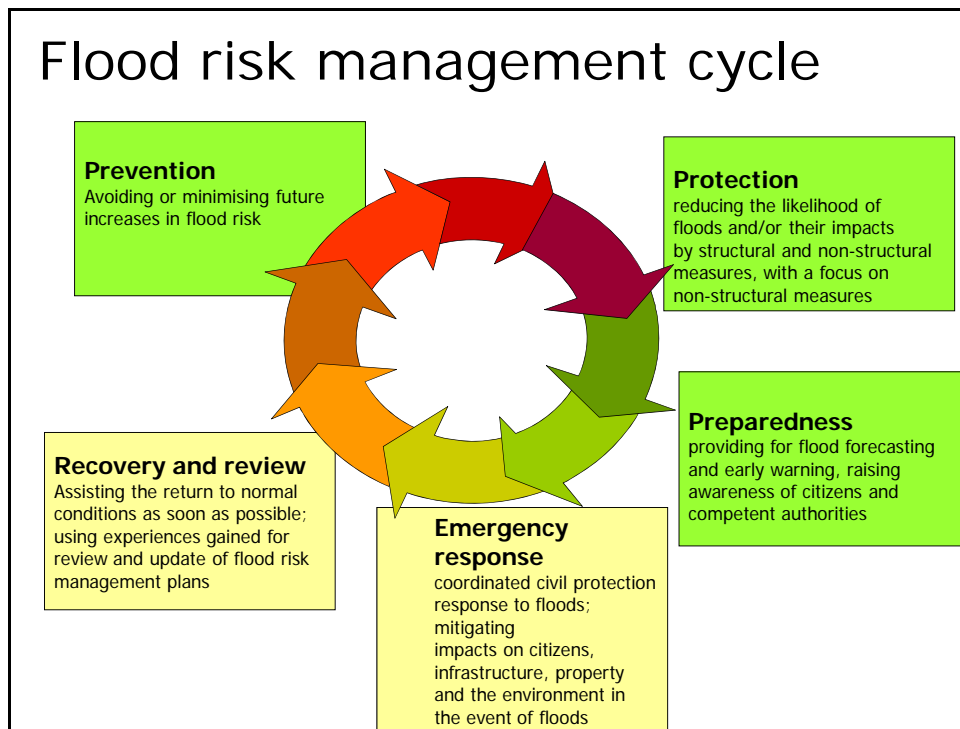 Flood risk management cycle
Prevention
Avoiding or minimising future
increases in flood risk
Protection
reducing the likelihood of
floods and/or their impacts
by structural and non-structural
measures, with a focus on
non-structural measures
Preparedness
providing for flood forecasting
and early warning, raising
awareness of citizens and
competent authorities
Emergency
response
coordinated civil protection
response to floods;
mitigating
impacts on citizens,
infrastructure, property
and the environment in
the event of floods
Recovery and review
Assisting the return to normal
conditions as soon as possible;
using experiences gained for
review and update of flood risk
management plans